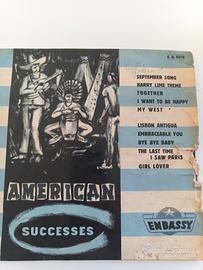 SEPTEMBER SONG
HARRY LIME THEME
TOGETHER
I WANT TO BE HAPPY
MY WEST
LISBON ANTIGUA
EMBRACEABLE YOU
BYE BYE BABY
THE LAST TIME
I SAW PARIS
GIRL LOVER
AMERICAN
SUCCESSES
EMBASSY